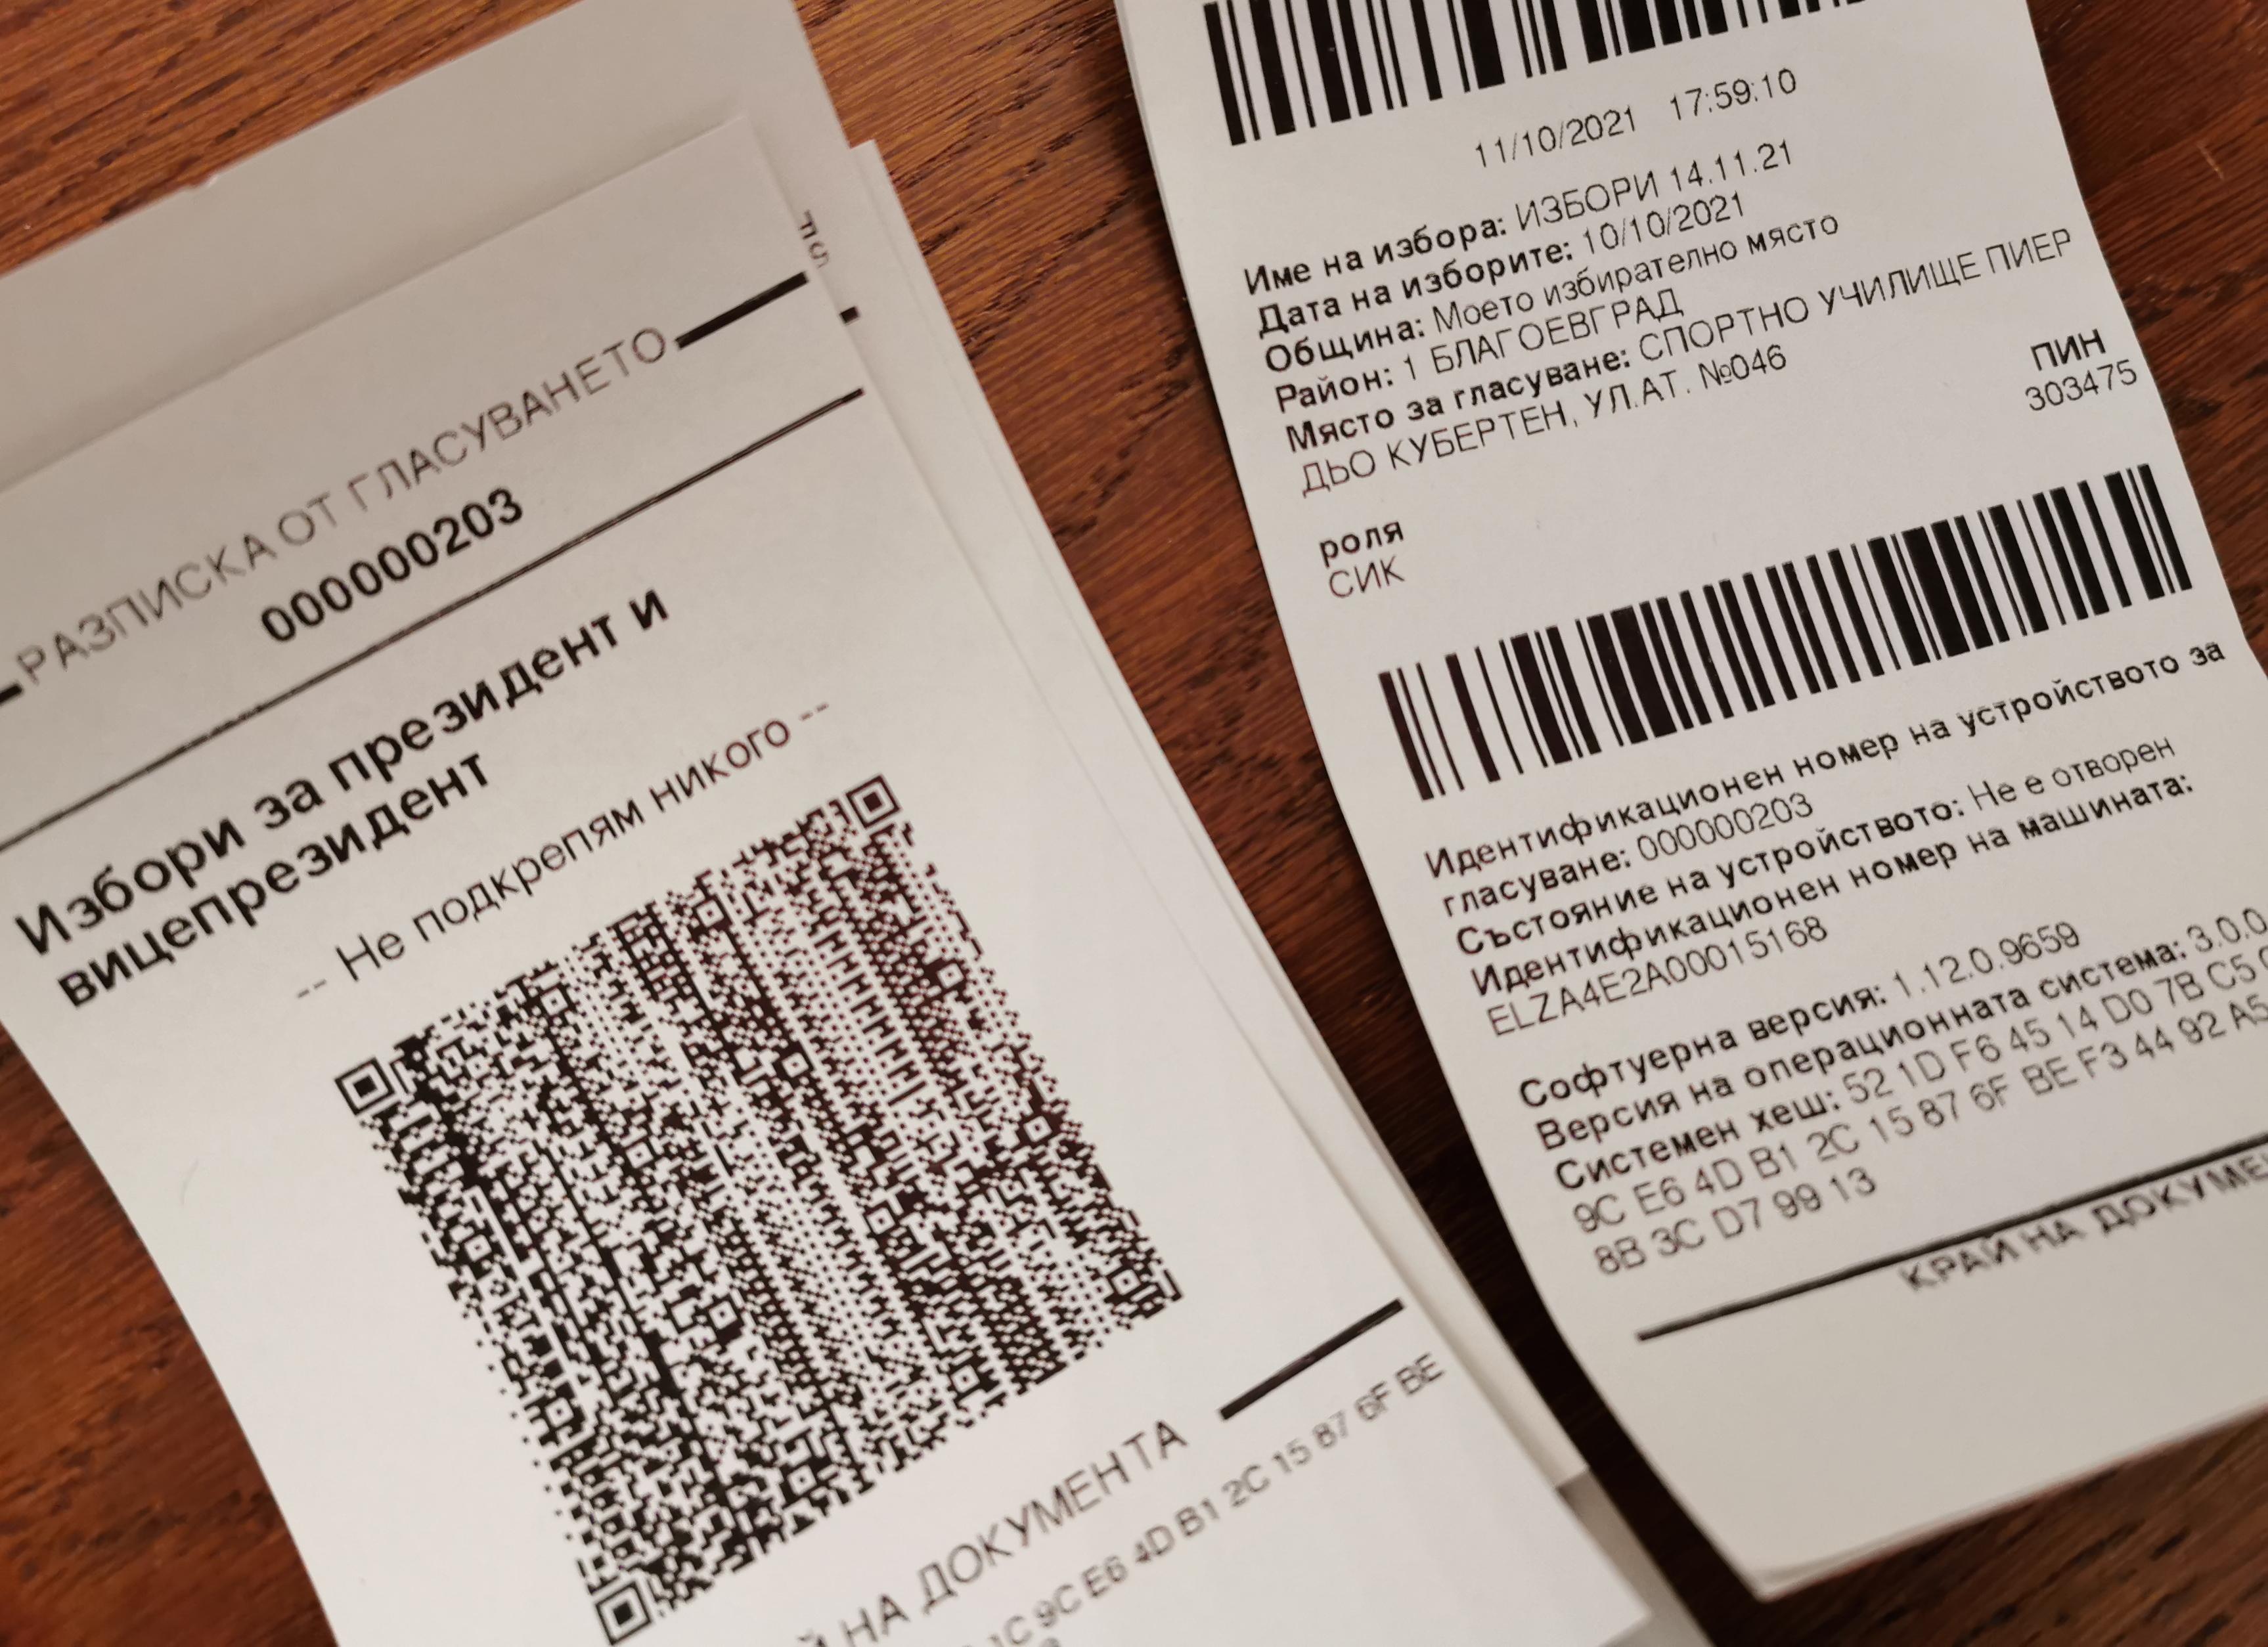 РАЗПИСКА ОТ ГЛАСУВАНЕТО
000000203
Избори за президент и
вицепрезидент
-- Не подкрепям никого --
НА ДОКУМЕНТА
9C E6 4D B1 2C 15 87 6F BE
11/10/2021 17:59:10
Име на избора: ИЗБОРИ 14.11.21
Дата на изборите: 10/10/2021
Община: Моето избирателно място
Район: 1 БЛАГОЕВГРАД
Място за гласуване: СПОРТНО УЧИЛИЩЕ ПИЕР
ДЬО КУБЕРТЕН, УЛ.АТ. №046
ПИН
303475
роля
СИК
Идентификационен номер на устройството за
гласуване: 000000203
Състояние на устройството: Не е отворен
Идентификационен номер на машината:
ELZA4E2A00015168
Софтуерна версия: 1.12.0.9659
Версия на операционната система: 3.0.0
Системен хеш: 52 1D F6 45 14 D0 7B C5
9C E6 4D B1 2C 15 87 6F BE F3 44 92 A5
8B 3C D7 99 13
КРАЙ НА